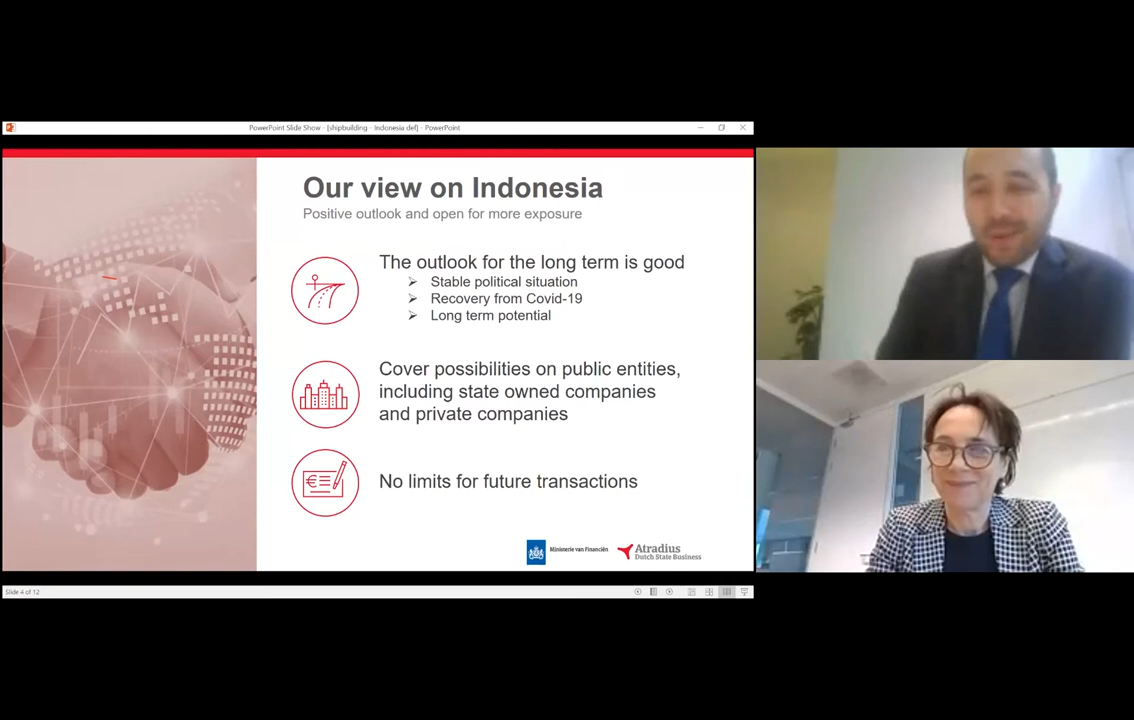 PowerPoint Slide Show - [shipbuilding - Indonesia def] - PowerPoint
Our view on Indonesia
Positive outlook and open for more exposure
The outlook for the long term is good
Stable political situation
Recovery from Covid-19
Long term potential
Cover possibilities on public entities,
including state owned companies
and private companies
No limits for future transactions
Ministerie van Financiën
Atradius
Dutch State Business
Slide 4 of 12